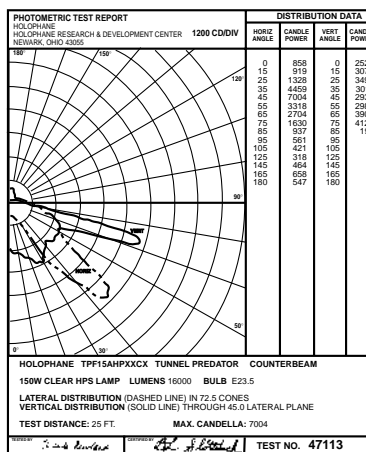 PHOTOMETRIC TEST REPORT
HOLOPHANE
HOLOPHANE RESEARCH & DEVELOPMENT CENTER 1200 CD/DIV
NEWARK, OHIO 43055
180° 150°
120°
90°
VERT
HORIZ
50°
0°
DISTRIBUTION DATA
HORIZ ANGLE CANDLE POWER VERT ANGLE
0 858 0
15 919 15
25 1328 25
35 4459 35
45 7004 45
55 3318 55
65 2704 65
75 1630 75
85 937 85
95 561 95
105 421 105
125 318 125
145 464 145
165 658 165
180 547 180
HOLOPHANE TPF15AHPXXCX TUNNEL PREDATOR COUNTERBEAM
150W CLEAR HPS LAMP LUMENS 16000 BULB E23.5
LATERAL DISTRIBUTION (DASHED LINE) IN 72.5 CONES
VERTICAL DISTRIBUTION (SOLID LINE) THROUGH 45.0 LATERAL PLANE
TEST DISTANCE: 25 FT. MAX. CANDELLA: 7004
TESTED BY CERTIFIED BY TEST NO. 47113